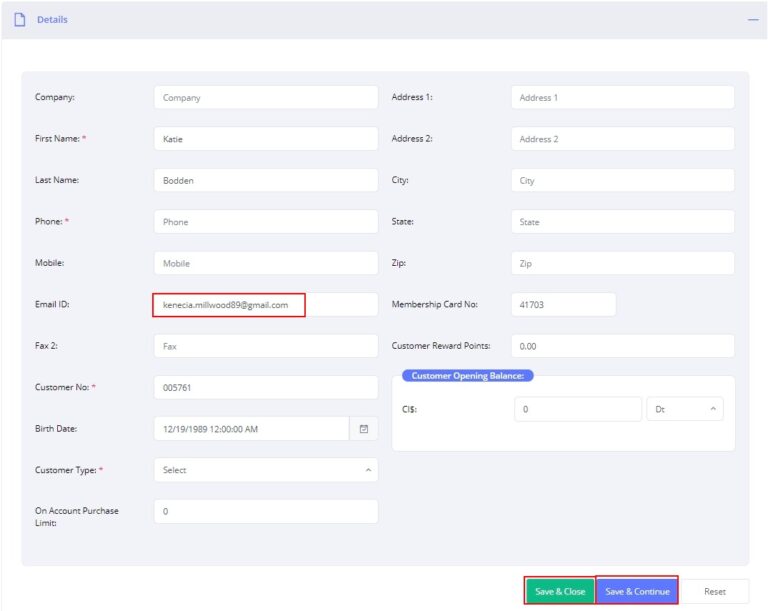 Details
Company: Company
First Name: * Katie
Last Name: Bodden
Phone: * Phone
Mobile: Mobile
Email ID: kenecia.millwood89@gmail.com
Fax 2: Fax
Customer No: * 005761
Birth Date: 12/19/1989 12:00:00 AM
Customer Type: * Select
On Account Purchase
Limit: 0
Address 1: Address 1
Address 2: Address 2
City: City
State: State
Zip: Zip
Membership Card No: 41703
Customer Reward Points: 0.00
Customer Opening Balance:
CI$: 0 Dt
Save & Close Save & Continue Reset